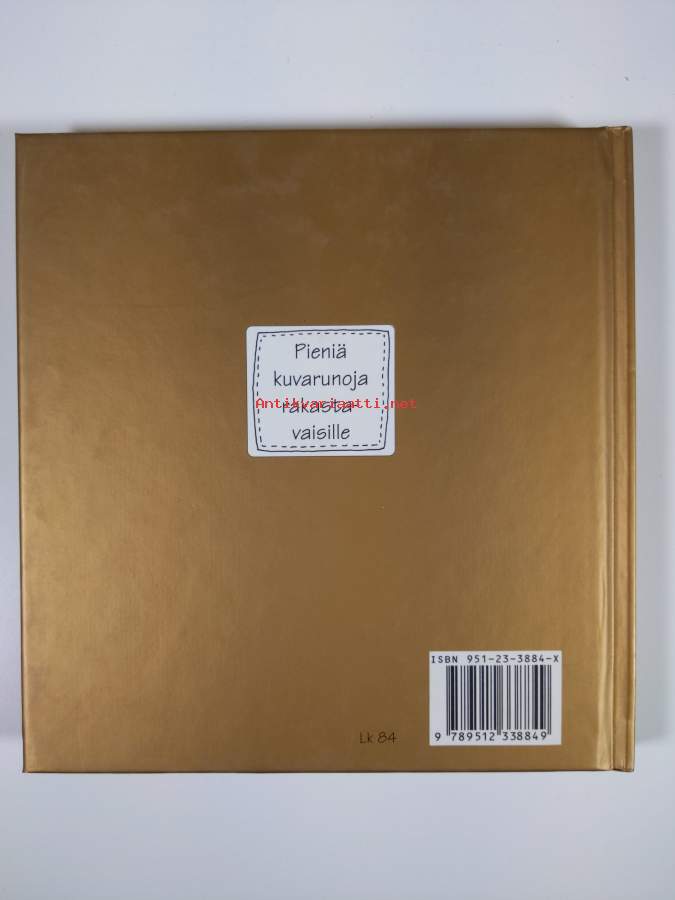 Pieniä
kuvarunoja
Antikvariaatti.net
rakasta-
vaisille
ISBN 951-23-3884-X
9 789512 338849
Lk 84